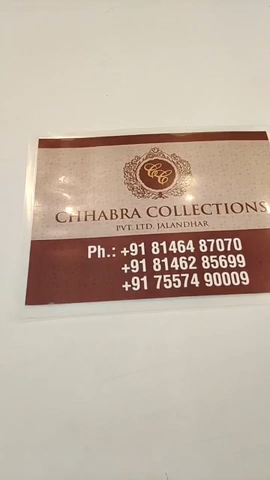 CC
CHHABRA COLLECTIONS
PVT. LTD. JALANDHAR
Ph.: +91 81464 87070
+91 81462 85699
+91 75574 90009